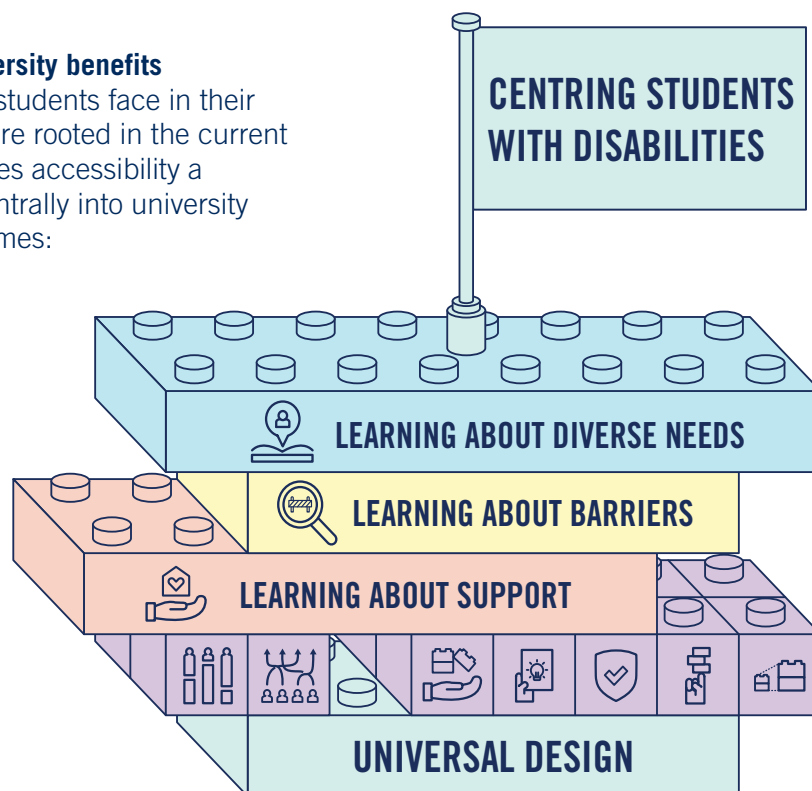 ersity benefits
students face in their
re rooted in the current
es accessibility a
ntrally into university
mes:
CENTRING STUDENTS
WITH DISABILITIES
LEARNING ABOUT DIVERSE NEEDS
LEARNING ABOUT BARRIERS
LEARNING ABOUT SUPPORT
UNIVERSAL DESIGN